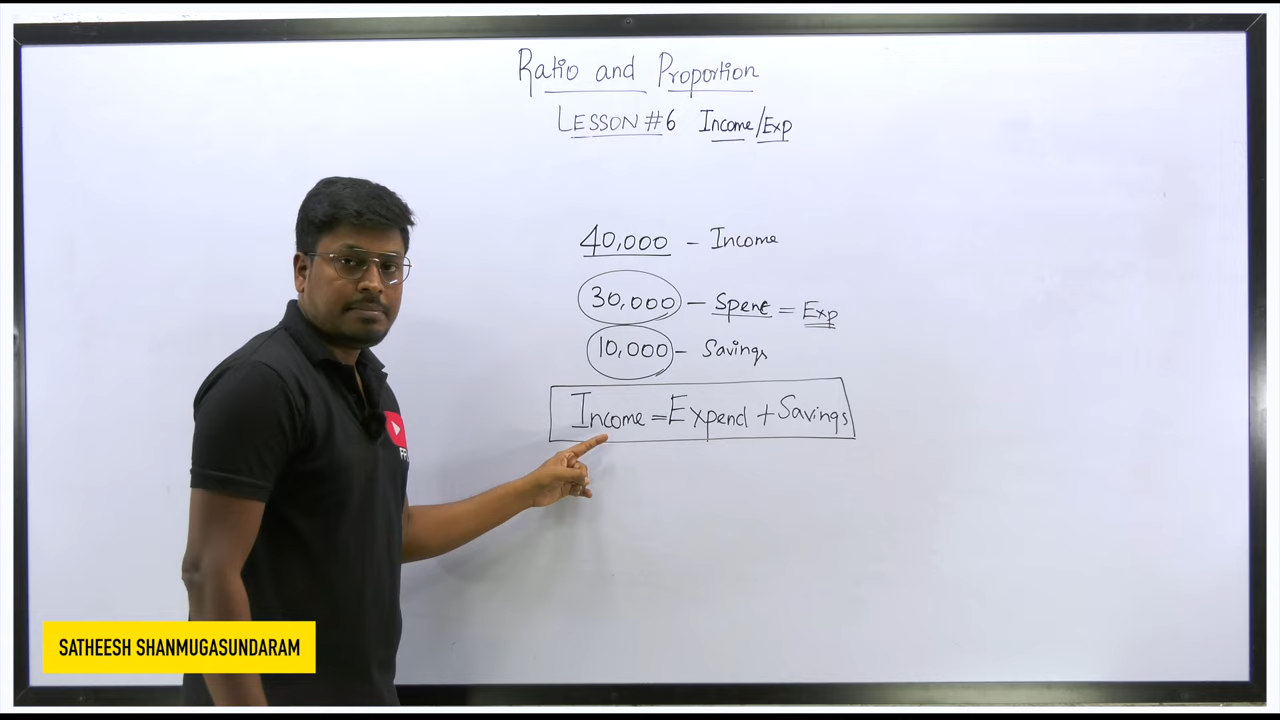 Ratio and Proportion
LESSON #6 Income/Exp
40,000 - Income
30,000 - Spent = Exp
10,000 - Savings
Income = Expend + Savings
SATHEESH SHANMUGASUNDARAM